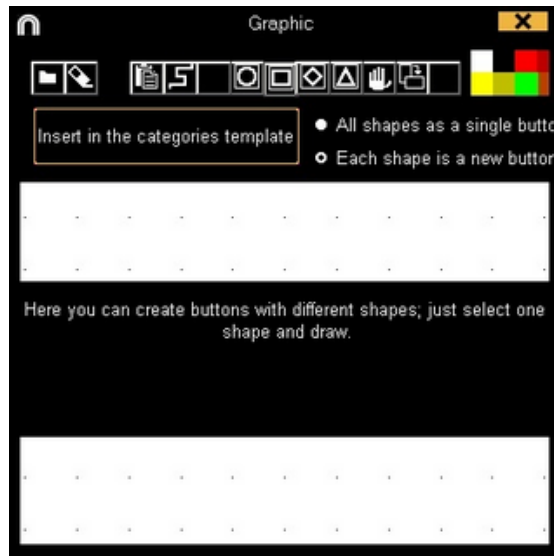 Graphic
Insert in the categories template
All shapes as a single butto
Each shape is a new button
Here you can create buttons with different shapes; just select one
shape and draw.